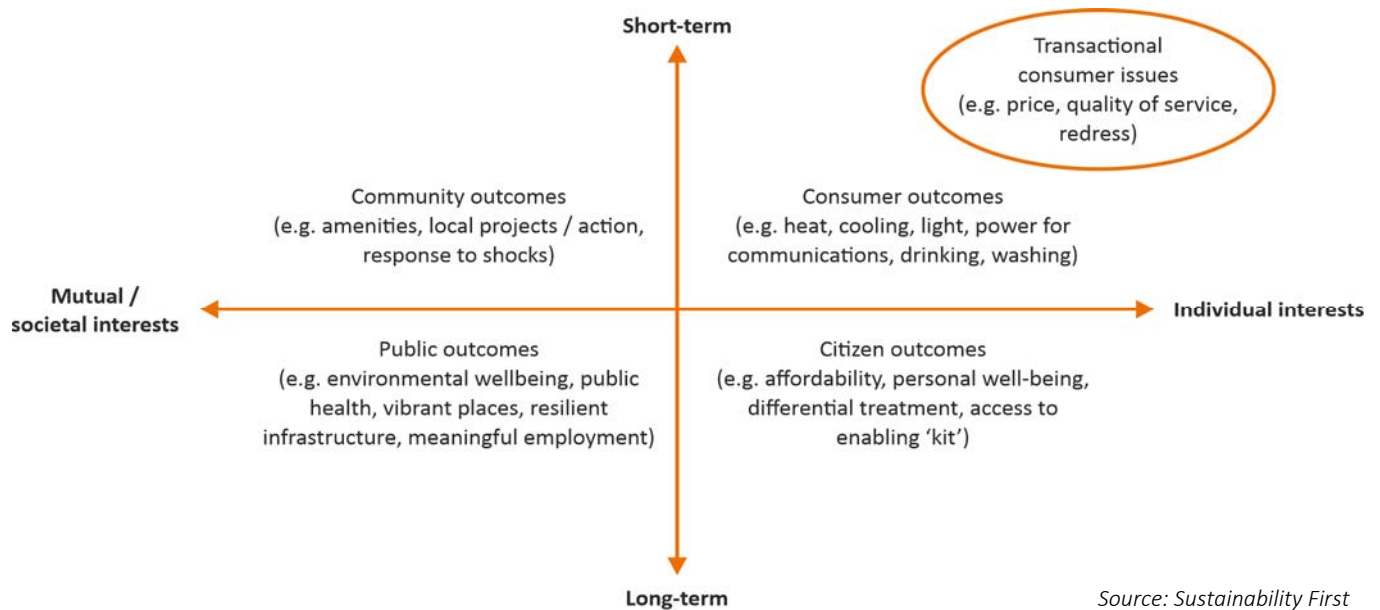 Short-term
Transactional
consumer issues
(e.g. price, quality of service,
redress)
Community outcomes
(e.g. amenities, local projects / action,
response to shocks)
Consumer outcomes
(e.g. heat, cooling, light, power for
communications, drinking, washing)
Mutual /
societal interests
Individual interests
Public outcomes
(e.g. environmental wellbeing, public
health, vibrant places, resilient
infrastructure, meaningful employment)
Citizen outcomes
(e.g. affordability, personal well-being,
differential treatment, access to
enabling ‘kit’)
Long-term
Source: Sustainability First